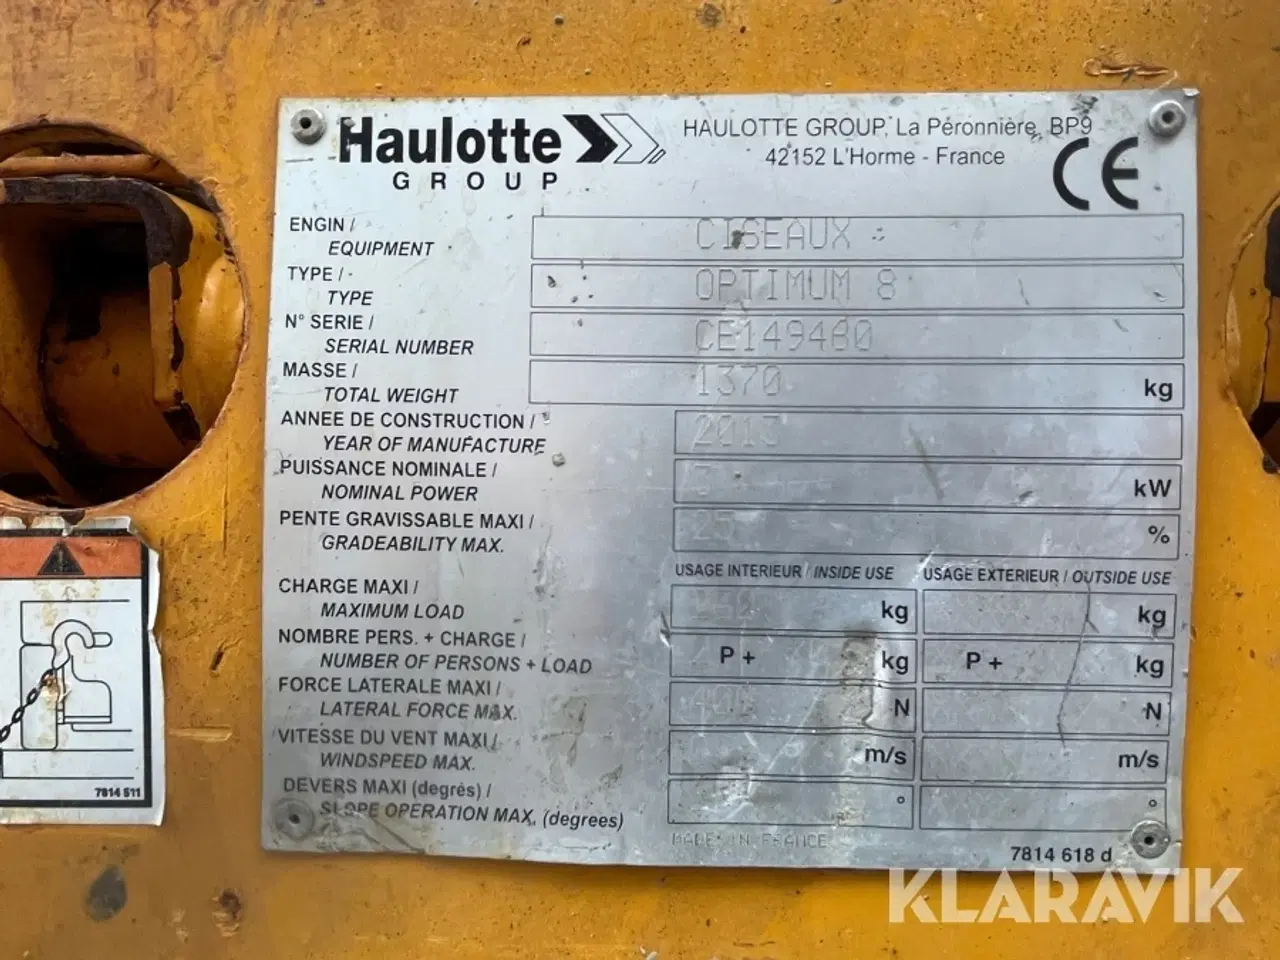 Haulotte
GROUP
HAULOTTE GROUP, La Péronnière, BP9
42152 L'Horme - France
CE
ENGIN /
EQUIPMENT
CISEAUX
TYPE /
TYPE
OPTIMUM 8
N° SERIE /
SERIAL NUMBER
CE149480
MASSE /
TOTAL WEIGHT
1370
kg
ANNEE DE CONSTRUCTION /
YEAR OF MANUFACTURE
2013
PUISSANCE NOMINALE /
NOMINAL POWER
3
kW
PENTE GRAVISSABLE MAXI /
GRADEABILITY MAX.
25
%
USAGE INTERIEUR / INSIDE USE
USAGE EXTERIEUR / OUTSIDE USE
CHARGE MAXI /
MAXIMUM LOAD
kg
kg
NOMBRE PERS. + CHARGE /
NUMBER OF PERSONS + LOAD
P + kg
P + kg
FORCE LATERALE MAXI /
LATERAL FORCE MAX.
400
N
N
VITESSE DU VENT MAXI /
WINDSPEED MAX.
m/s
m/s
DEVERS MAXI (degrés) /
SLOPE OPERATION MAX. (degrees)
°
°
MADE IN FRANCE
7814 618 d
7814 511
KLARAVIK